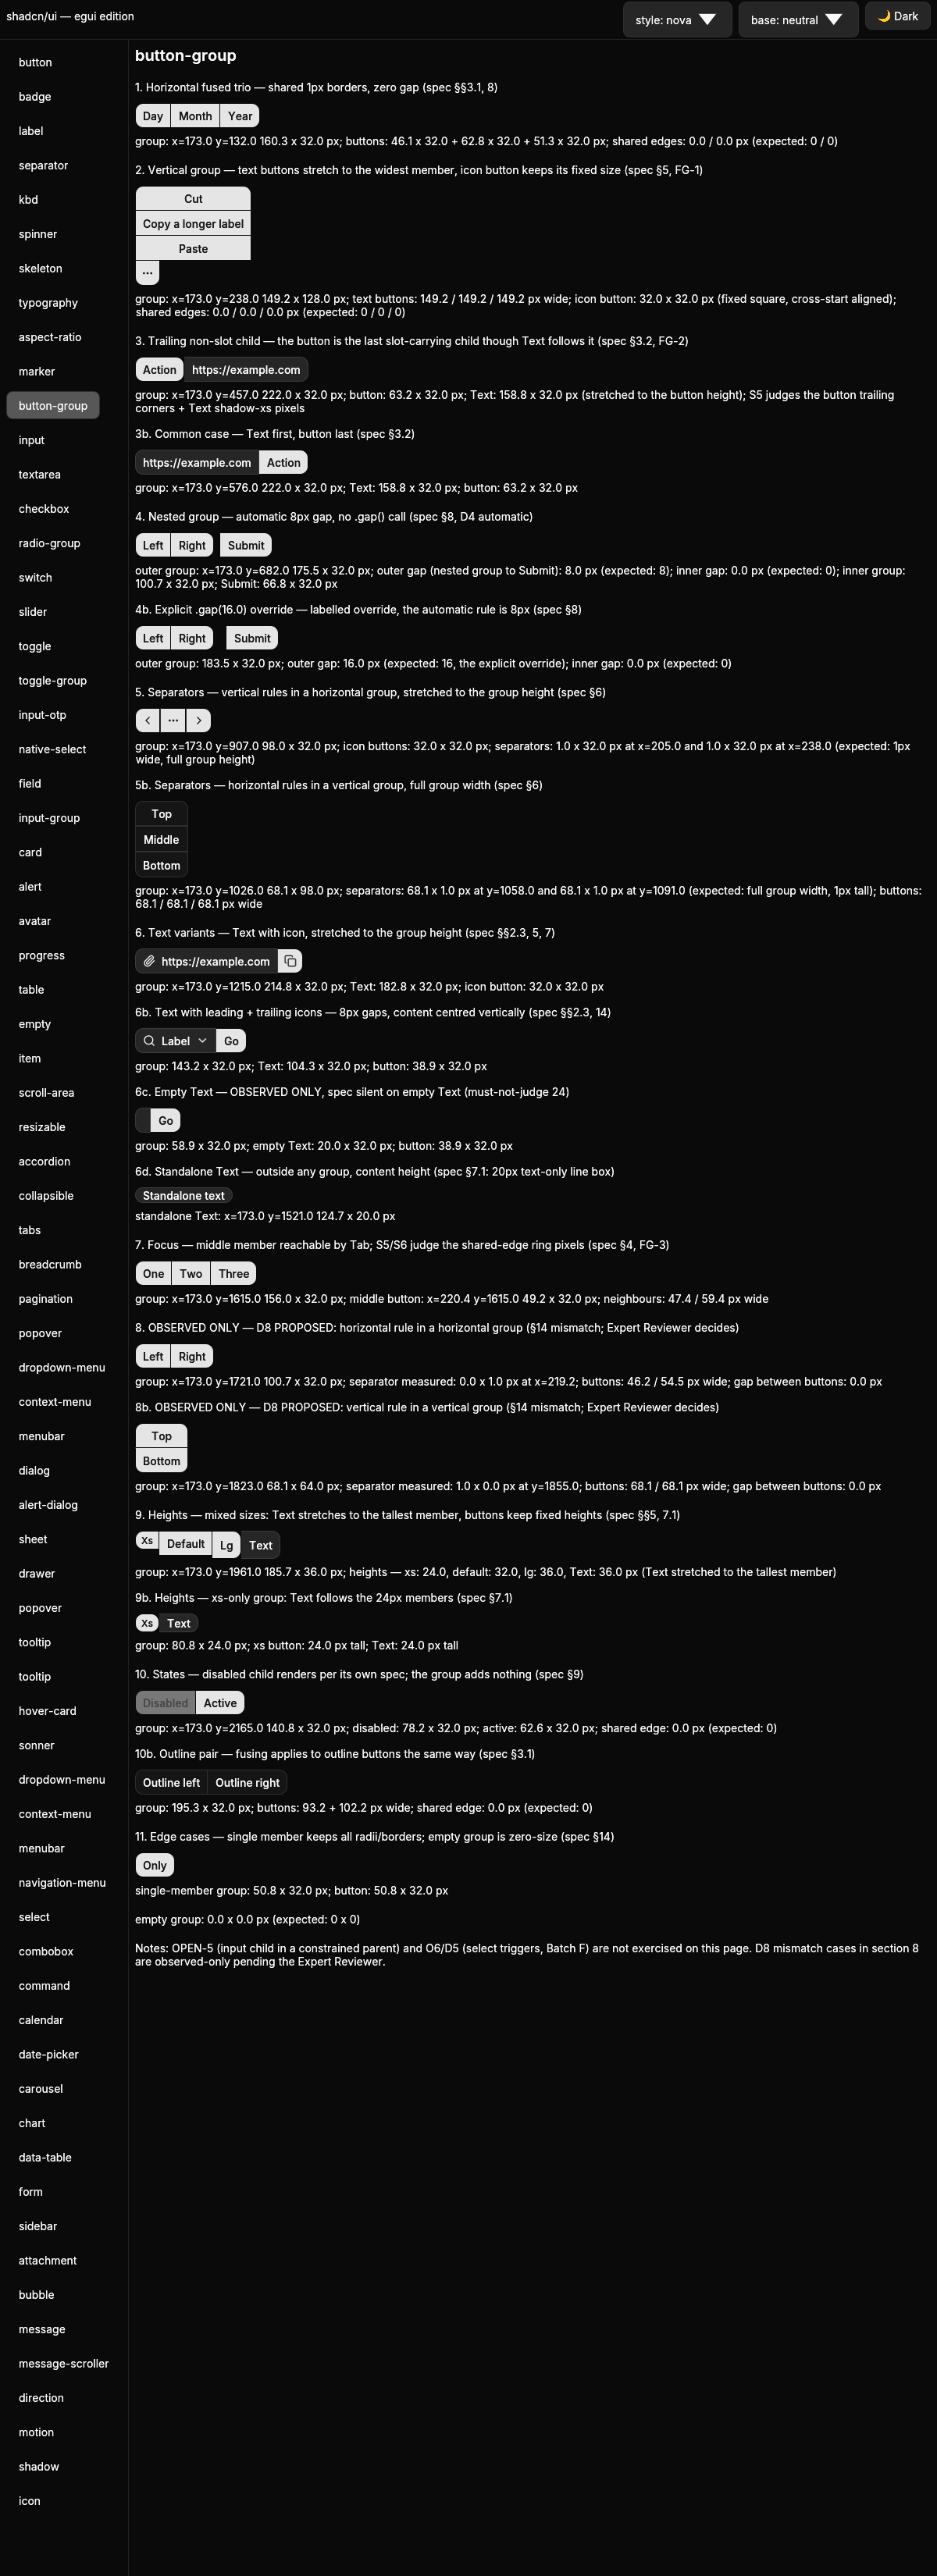 shadcn/ui — egui edition
style: nova
base: neutral
🌙 Dark
button
badge
label
separator
kbd
spinner
skeleton
typography
aspect-ratio
marker
button-group
input
textarea
checkbox
radio-group
switch
slider
toggle
toggle-group
input-otp
native-select
field
input-group
card
alert
avatar
progress
table
empty
item
scroll-area
resizable
accordion
collapsible
tabs
breadcrumb
pagination
popover
dropdown-menu
context-menu
menubar
dialog
alert-dialog
sheet
drawer
popover
tooltip
tooltip
hover-card
sonner
dropdown-menu
context-menu
menubar
navigation-menu
select
combobox
command
calendar
date-picker
carousel
chart
data-table
form
sidebar
attachment
bubble
message
message-scroller
direction
motion
shadow
icon
button-group
1. Horizontal fused trio — shared 1px borders, zero gap (spec §§3.1, 8)
Day Month Year
group: x=173.0 y=132.0 160.3 x 32.0 px; buttons: 46.1 x 32.0 + 62.8 x 32.0 + 51.3 x 32.0 px; shared edges: 0.0 / 0.0 px (expected: 0 / 0)
2. Vertical group — text buttons stretch to the widest member, icon button keeps its fixed size (spec §5, FG-1)
Cut
Copy a longer label
Paste
...
group: x=173.0 y=238.0 149.2 x 128.0 px; text buttons: 149.2 / 149.2 / 149.2 px wide; icon button: 32.0 x 32.0 px (fixed square, cross-start aligned);
shared edges: 0.0 / 0.0 / 0.0 px (expected: 0 / 0 / 0)
3. Trailing non-slot child — the button is the last slot-carrying child though Text follows it (spec §3.2, FG-2)
Action https://example.com
group: x=173.0 y=457.0 222.0 x 32.0 px; button: 63.2 x 32.0 px; Text: 158.8 x 32.0 px (stretched to the button height); S5 judges the button trailing
corners + Text shadow-xs pixels
3b. Common case — Text first, button last (spec §3.2)
https://example.com Action
group: x=173.0 y=576.0 222.0 x 32.0 px; Text: 158.8 x 32.0 px; button: 63.2 x 32.0 px
4. Nested group — automatic 8px gap, no .gap() call (spec §8, D4 automatic)
Left Right Submit
outer group: x=173.0 y=682.0 175.5 x 32.0 px; outer gap (nested group to Submit): 8.0 px (expected: 8); inner gap: 0.0 px (expected: 0); inner group:
100.7 x 32.0 px; Submit: 66.8 x 32.0 px
4b. Explicit .gap(16.0) override — labelled override, the automatic rule is 8px (spec §8)
Left Right Submit
outer group: 183.5 x 32.0 px; outer gap: 16.0 px (expected: 16, the explicit override); inner gap: 0.0 px (expected: 0)
5. Separators — vertical rules in a horizontal group, stretched to the group height (spec §6)
...
group: x=173.0 y=907.0 98.0 x 32.0 px; icon buttons: 32.0 x 32.0 px; separators: 1.0 x 32.0 px at x=205.0 and 1.0 x 32.0 px at x=238.0 (expected: 1px
wide, full group height)
5b. Separators — horizontal rules in a vertical group, full group width (spec §6)
Top
Middle
Bottom
group: x=173.0 y=1026.0 68.1 x 98.0 px; separators: 68.1 x 1.0 px at y=1058.0 and 68.1 x 1.0 px at y=1091.0 (expected: full group width, 1px tall); buttons:
68.1 / 68.1 / 68.1 px wide
6. Text variants — Text with icon, stretched to the group height (spec §§2.3, 5, 7)
https://example.com
group: x=173.0 y=1215.0 214.8 x 32.0 px; Text: 182.8 x 32.0 px; icon button: 32.0 x 32.0 px
6b. Text with leading + trailing icons — 8px gaps, content centred vertically (spec §§2.3, 14)
Label Go
group: 143.2 x 32.0 px; Text: 104.3 x 32.0 px; button: 38.9 x 32.0 px
6c. Empty Text — OBSERVED ONLY, spec silent on empty Text (must-not-judge 24)
Go
group: 58.9 x 32.0 px; empty Text: 20.0 x 32.0 px; button: 38.9 x 32.0 px
6d. Standalone Text — outside any group, content height (spec §7.1: 20px text-only line box)
Standalone text
standalone Text: x=173.0 y=1521.0 124.7 x 20.0 px
7. Focus — middle member reachable by Tab; S5/S6 judge the shared-edge ring pixels (spec §4, FG-3)
One Two Three
group: x=173.0 y=1615.0 156.0 x 32.0 px; middle button: x=220.4 y=1615.0 49.2 x 32.0 px; neighbours: 47.4 / 59.4 px wide
8. OBSERVED ONLY — D8 PROPOSED: horizontal rule in a horizontal group (§14 mismatch; Expert Reviewer decides)
Left Right
group: x=173.0 y=1721.0 100.7 x 32.0 px; separator measured: 0.0 x 1.0 px at x=219.2; buttons: 46.2 / 54.5 px wide; gap between buttons: 0.0 px
8b. OBSERVED ONLY — D8 PROPOSED: vertical rule in a vertical group (§14 mismatch; Expert Reviewer decides)
Top
Bottom
group: x=173.0 y=1823.0 68.1 x 64.0 px; separator measured: 1.0 x 0.0 px at y=1855.0; buttons: 68.1 / 68.1 px wide; gap between buttons: 0.0 px
9. Heights — mixed sizes: Text stretches to the tallest member, buttons keep fixed heights (spec §§5, 7.1)
Xs Default Lg Text
group: x=173.0 y=1961.0 185.7 x 36.0 px; heights — xs: 24.0, default: 32.0, lg: 36.0, Text: 36.0 px (Text stretched to the tallest member)
9b. Heights — xs-only group: Text follows the 24px members (spec §7.1)
Xs Text
group: 80.8 x 24.0 px; xs button: 24.0 px tall; Text: 24.0 px tall
10. States — disabled child renders per its own spec; the group adds nothing (spec §9)
Disabled Active
group: x=173.0 y=2165.0 140.8 x 32.0 px; disabled: 78.2 x 32.0 px; active: 62.6 x 32.0 px; shared edge: 0.0 px (expected: 0)
10b. Outline pair — fusing applies to outline buttons the same way (spec §3.1)
Outline left Outline right
group: 195.3 x 32.0 px; buttons: 93.2 + 102.2 px wide; shared edge: 0.0 px (expected: 0)
11. Edge cases — single member keeps all radii/borders; empty group is zero-size (spec §14)
Only
single-member group: 50.8 x 32.0 px; button: 50.8 x 32.0 px
empty group: 0.0 x 0.0 px (expected: 0 x 0)
Notes: OPEN-5 (input child in a constrained parent) and O6/D5 (select triggers, Batch F) are not exercised on this page. D8 mismatch cases in section 8
are observed-only pending the Expert Reviewer.